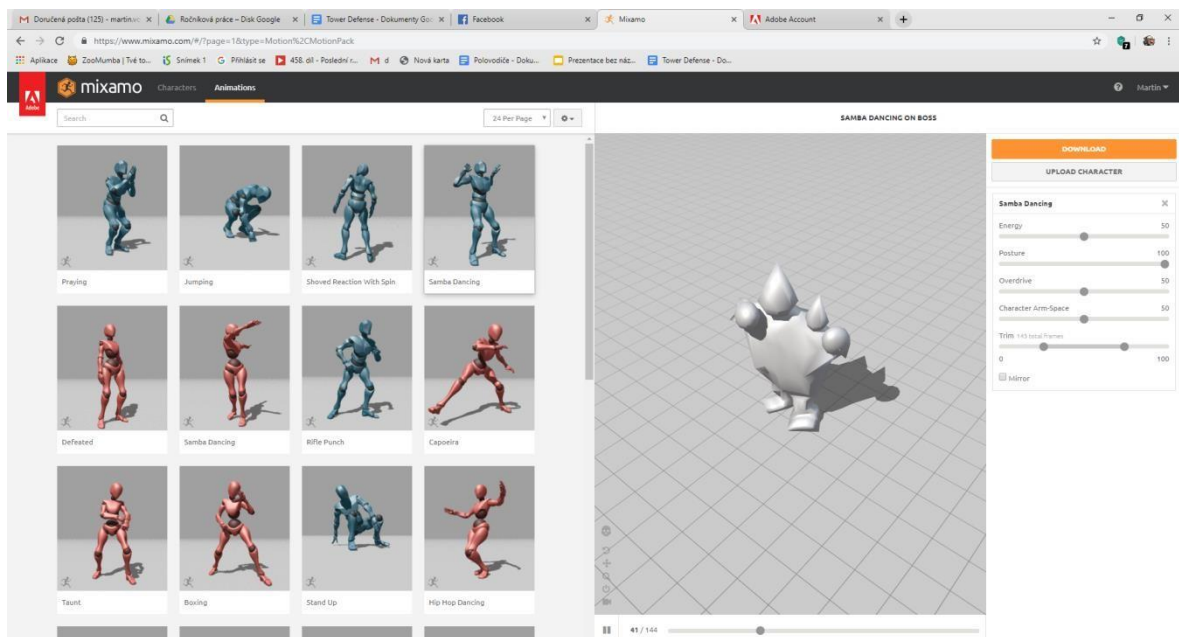 Doručená pošta (125) - martin.vc
Ročníková práce – Disk Google
Tower Defense - Dokumenty Goo
Facebook
Mixamo
Adobe Account
https://www.mixamo.com/#/?page=1&type=Motion%2CMotionPack
Aplikace
ZooMumba | Tvé to...
Snímek 1
Přihlásit se
458. díl - Poslední r...
d
Nová karta
Polovodiče - Doku...
Prezentace bez náz...
Tower Defense - Do...
Adobe
mixamo
Characters
Animations
Martin
Search
24 Per Page
SAMBA DANCING ON BOSS
DOWNLOAD
UPLOAD CHARACTER
Samba Dancing
Energy 50
Posture 100
Overdrive 50
Character Arm-Space 50
Trim total frames
0 100
Mirror
Praying
Jumping
Shoved Reaction With Spin
Samba Dancing
Defeated
Samba Dancing
Rifle Punch
Capoeira
Taunt
Boxing
Stand Up
Hip Hop Dancing
41 / 144